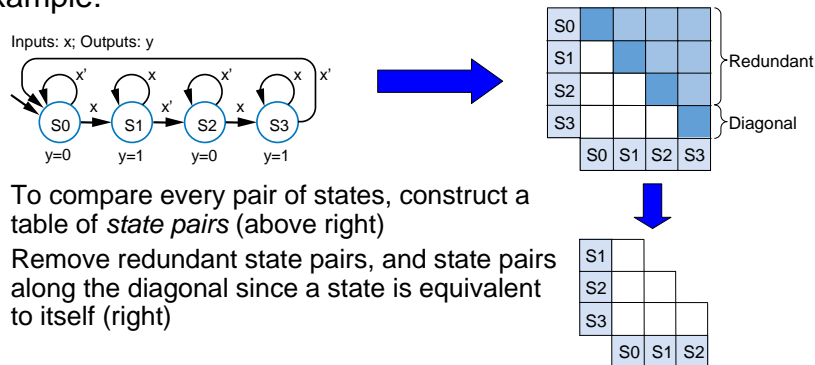 xample:
Inputs: x; Outputs: y
x’ x x’ x x’
x x’ x
S0 S1 S2 S3
y=0 y=1 y=0 y=1
S0
S1
S2
S3
S0 S1 S2 S3
Redundant
Diagonal
To compare every pair of states, construct a
table of state pairs (above right)
Remove redundant state pairs, and state pairs
along the diagonal since a state is equivalent
to itself (right)
S1
S2
S3
S0 S1 S2